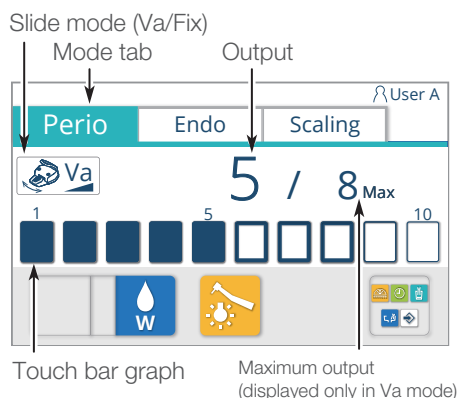 Slide mode (Va/Fix)
Mode tab
Output
User A
Perio
Endo
Scaling
Va
5 / 8 Max
1
5
10
W
Touch bar graph
Maximum output
(displayed only in Va mode)